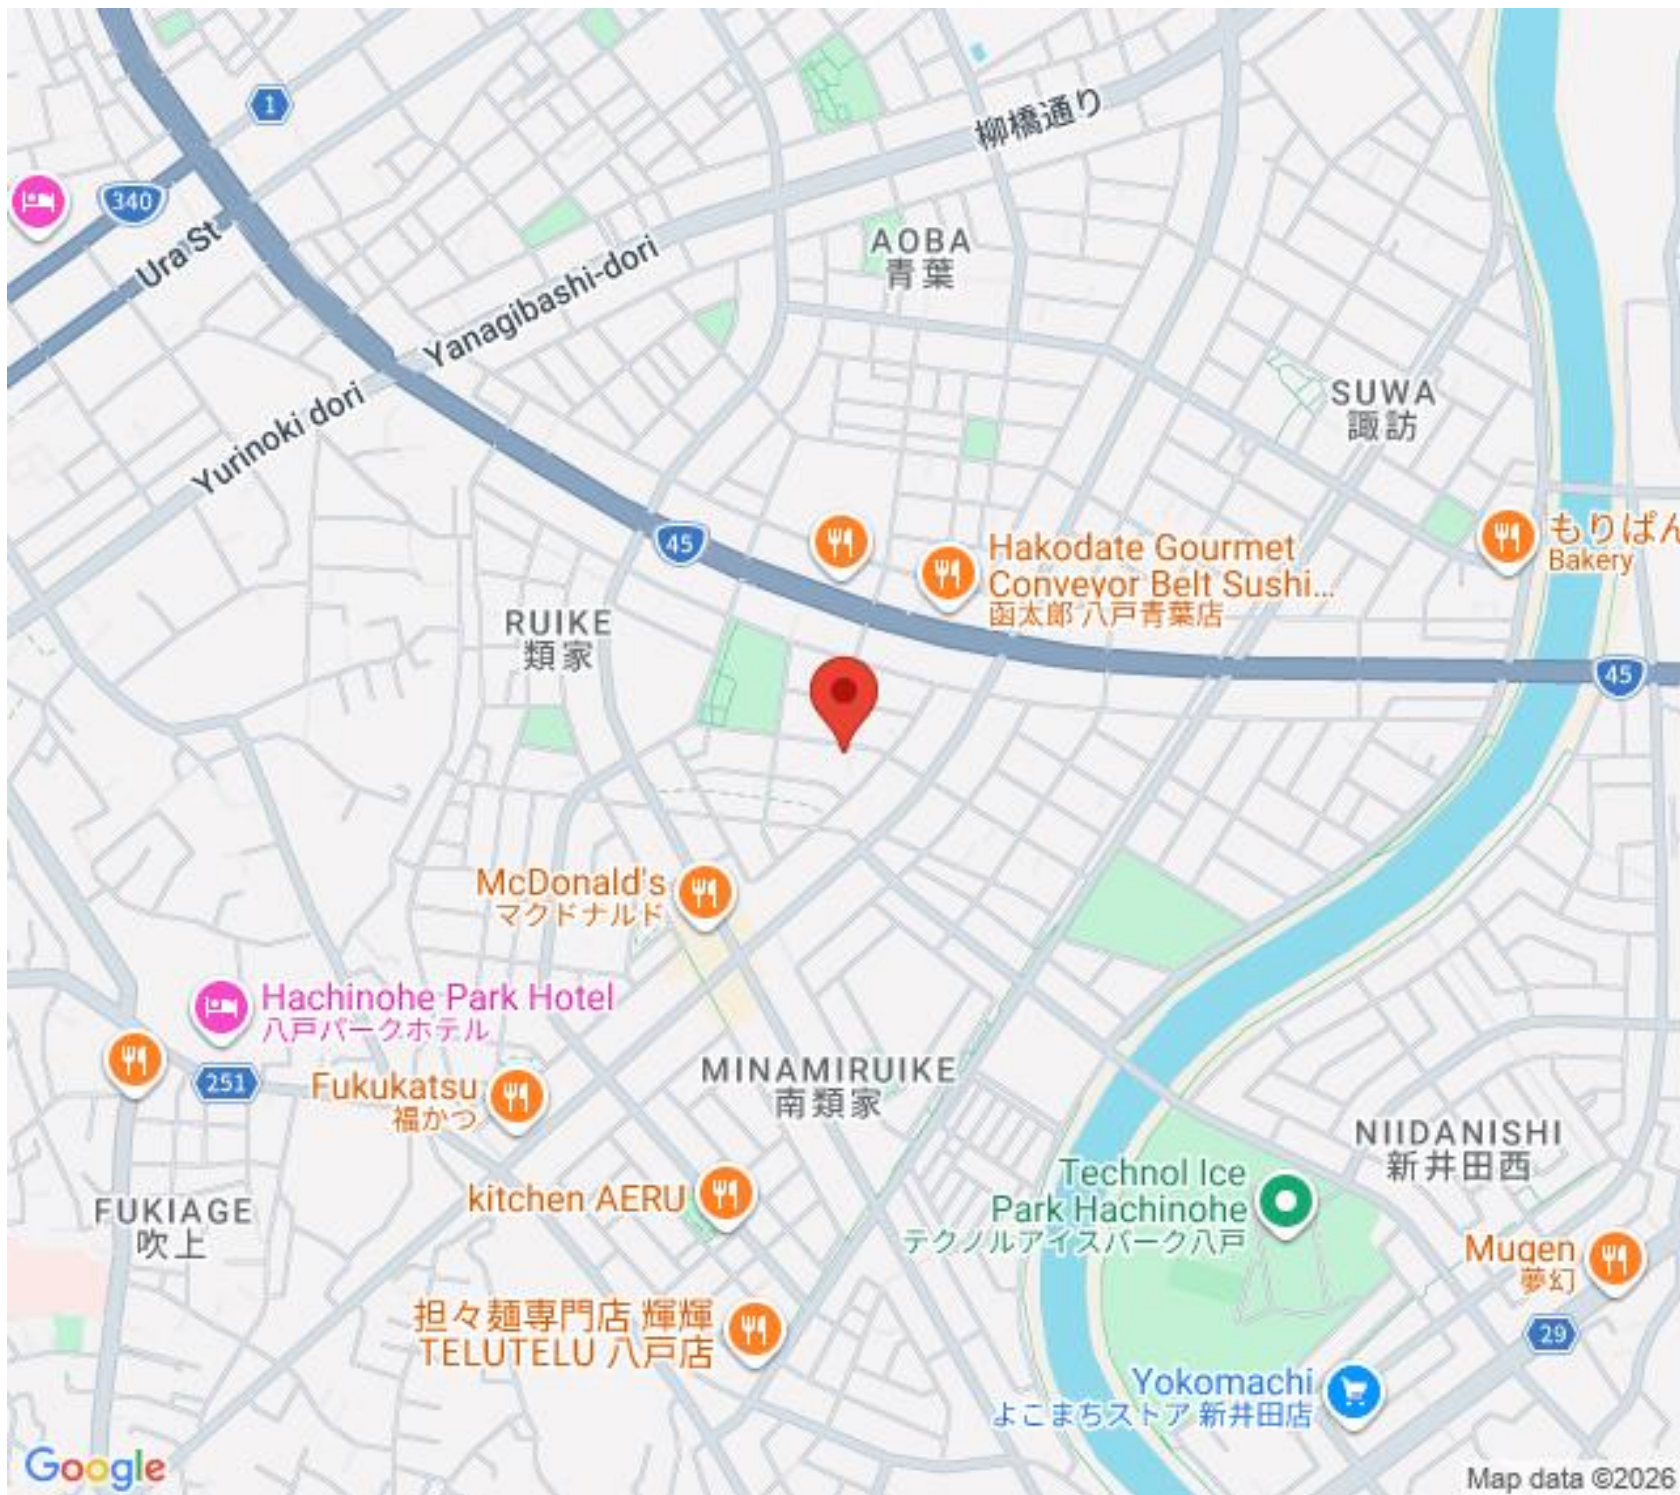 1
340
Ura St
柳橋通り
Yanagibashi-dori
AOBA
青葉
Yurinoki dori
SUWA
諏訪
45
Hakodate Gourmet
Conveyor Belt Sushi...
函太郎 八戸青葉店
もりぱん
Bakery
RUIKE
類家
45
McDonald's
マクドナルド
Hachinohe Park Hotel
八戸パークホテル
251
Fukukatsu
福かつ
MINAMIRUIKE
南類家
NIIDANISHI
新井田西
kitchen AERU
Technol Ice
Park Hachinohe
テクノルアイスパーク八戸
FUKIAGE
吹上
Mugen
夢幻
29
担々麺専門店 輝輝
TELUTELU 八戸店
Yokomachi
よこまちストア 新井田店
Google
Map data ©2026